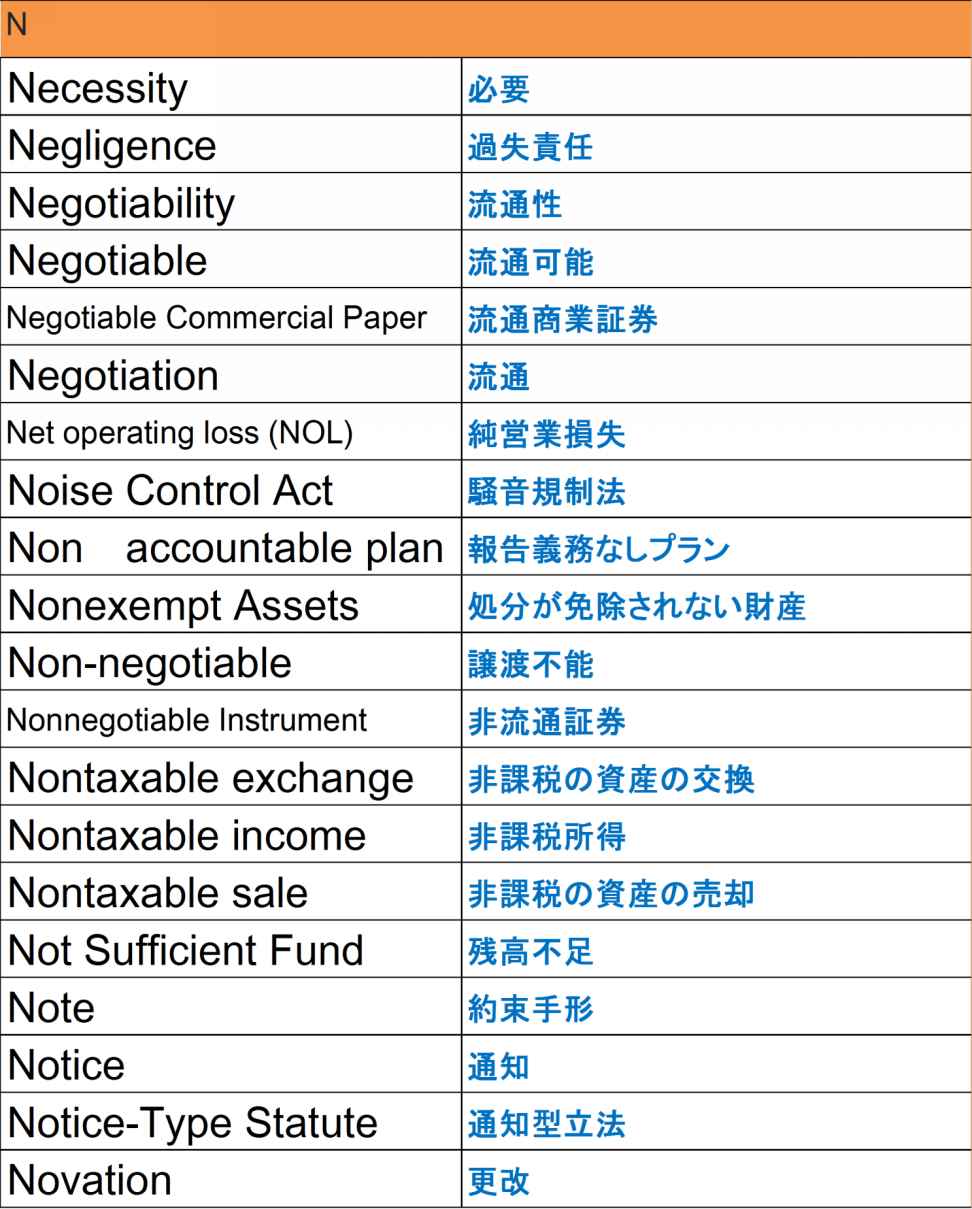 N
Necessity 必要
Negligence 過失責任
Negotiability 流通性
Negotiable 流通可能
Negotiable Commercial Paper 流通商業証券
Negotiation 流通
Net operating loss (NOL) 純営業損失
Noise Control Act 騒音規制法
Non　accountable plan 報告義務なしプラン
Nonexempt Assets 処分が免除されない財産
Non-negotiable 譲渡不能
Nonnegotiable Instrument 非流通証券
Nontaxable exchange 非課税の資産の交換
Nontaxable income 非課税所得
Nontaxable sale 非課税の資産の売却
Not Sufficient Fund 残高不足
Note 約束手形
Notice 通知
Notice-Type Statute 通知型立法
Novation 更改